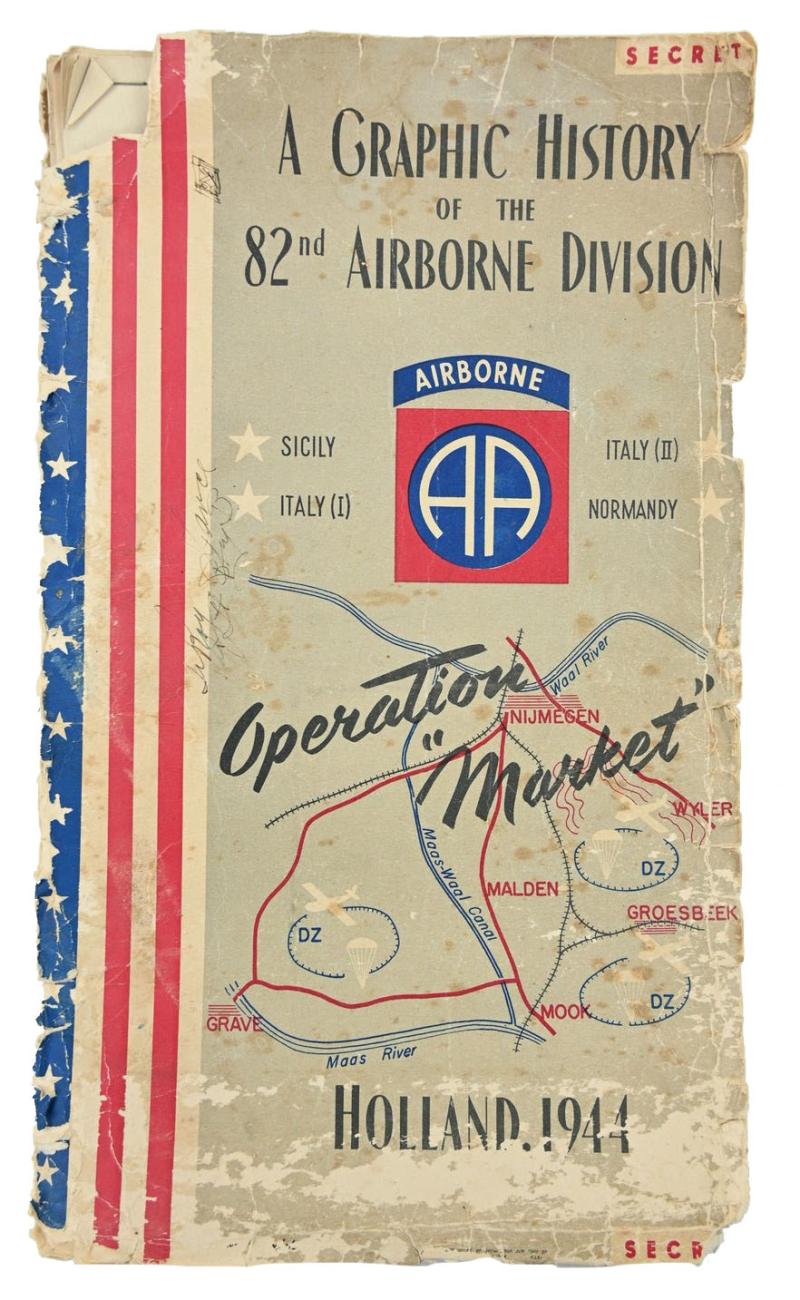 SECRET
A GRAPHIC HISTORY
OF THE
82nd AIRBORNE DIVISION
AIRBORNE
AA
SICILY
ITALY (II)
ITALY (I)
NORMANDY
Operation
"Market"
Waal River
NIJMEGEN
WYLER
DZ
Maas-Waal Canal
MALDEN
GROESBEEK
DZ
DZ
GRAVE
MOOK
Maas River
HOLLAND. 1944
SECR